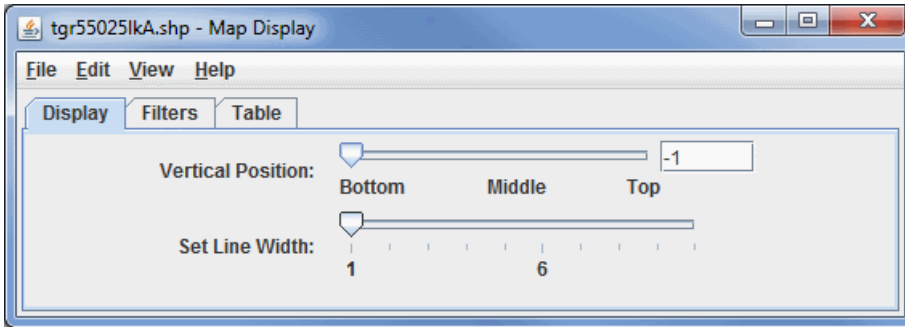 tgr55025lkA.shp - Map Display
File Edit View Help
Display Filters Table
Vertical Position: -1
Bottom Middle Top
Set Line Width:
1 6